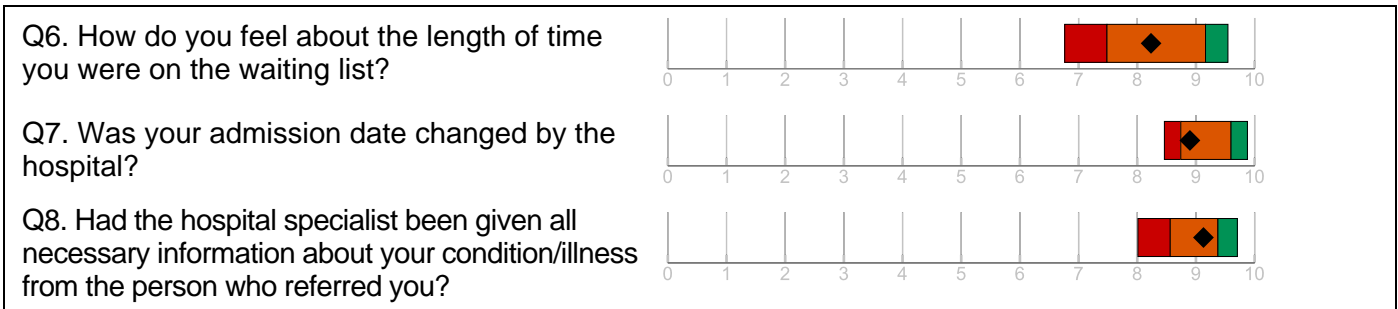 Q6. How do you feel about the length of time
you were on the waiting list?
0 1 2 3 4 5 6 7 8 9 10
Q7. Was your admission date changed by the
hospital?
0 1 2 3 4 5 6 7 8 9 10
Q8. Had the hospital specialist been given all
necessary information about your condition/illness
from the person who referred you?
0 1 2 3 4 5 6 7 8 9 10